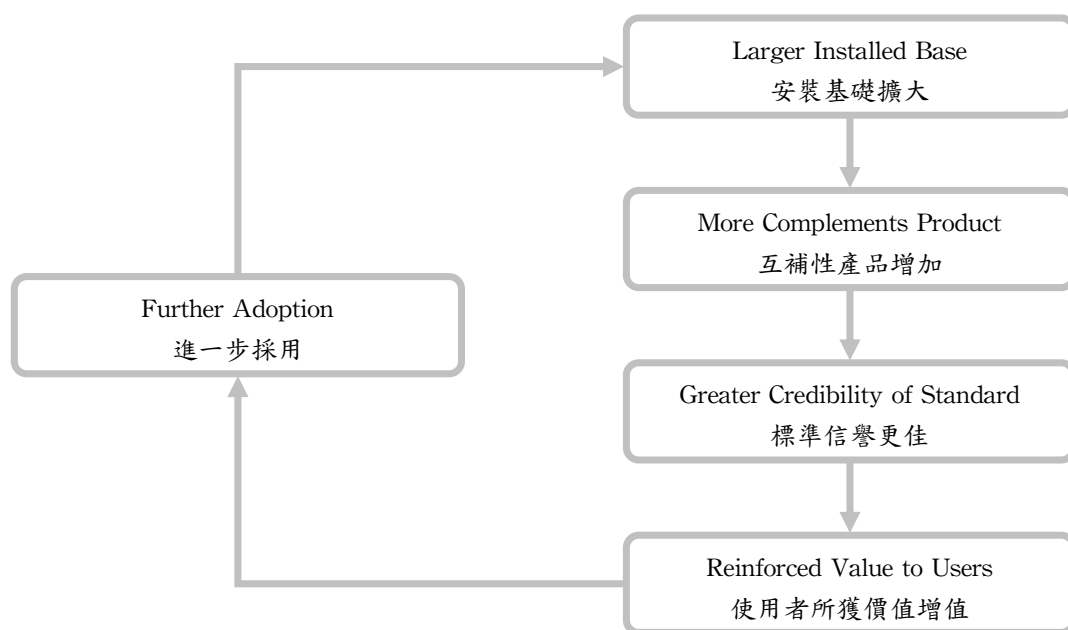 Larger Installed Base
安裝基礎擴大
More Complements Product
互補性產品增加
Further Adoption
進一步採用
Greater Credibility of Standard
標準信譽更佳
Reinforced Value to Users
使用者所獲價值增值